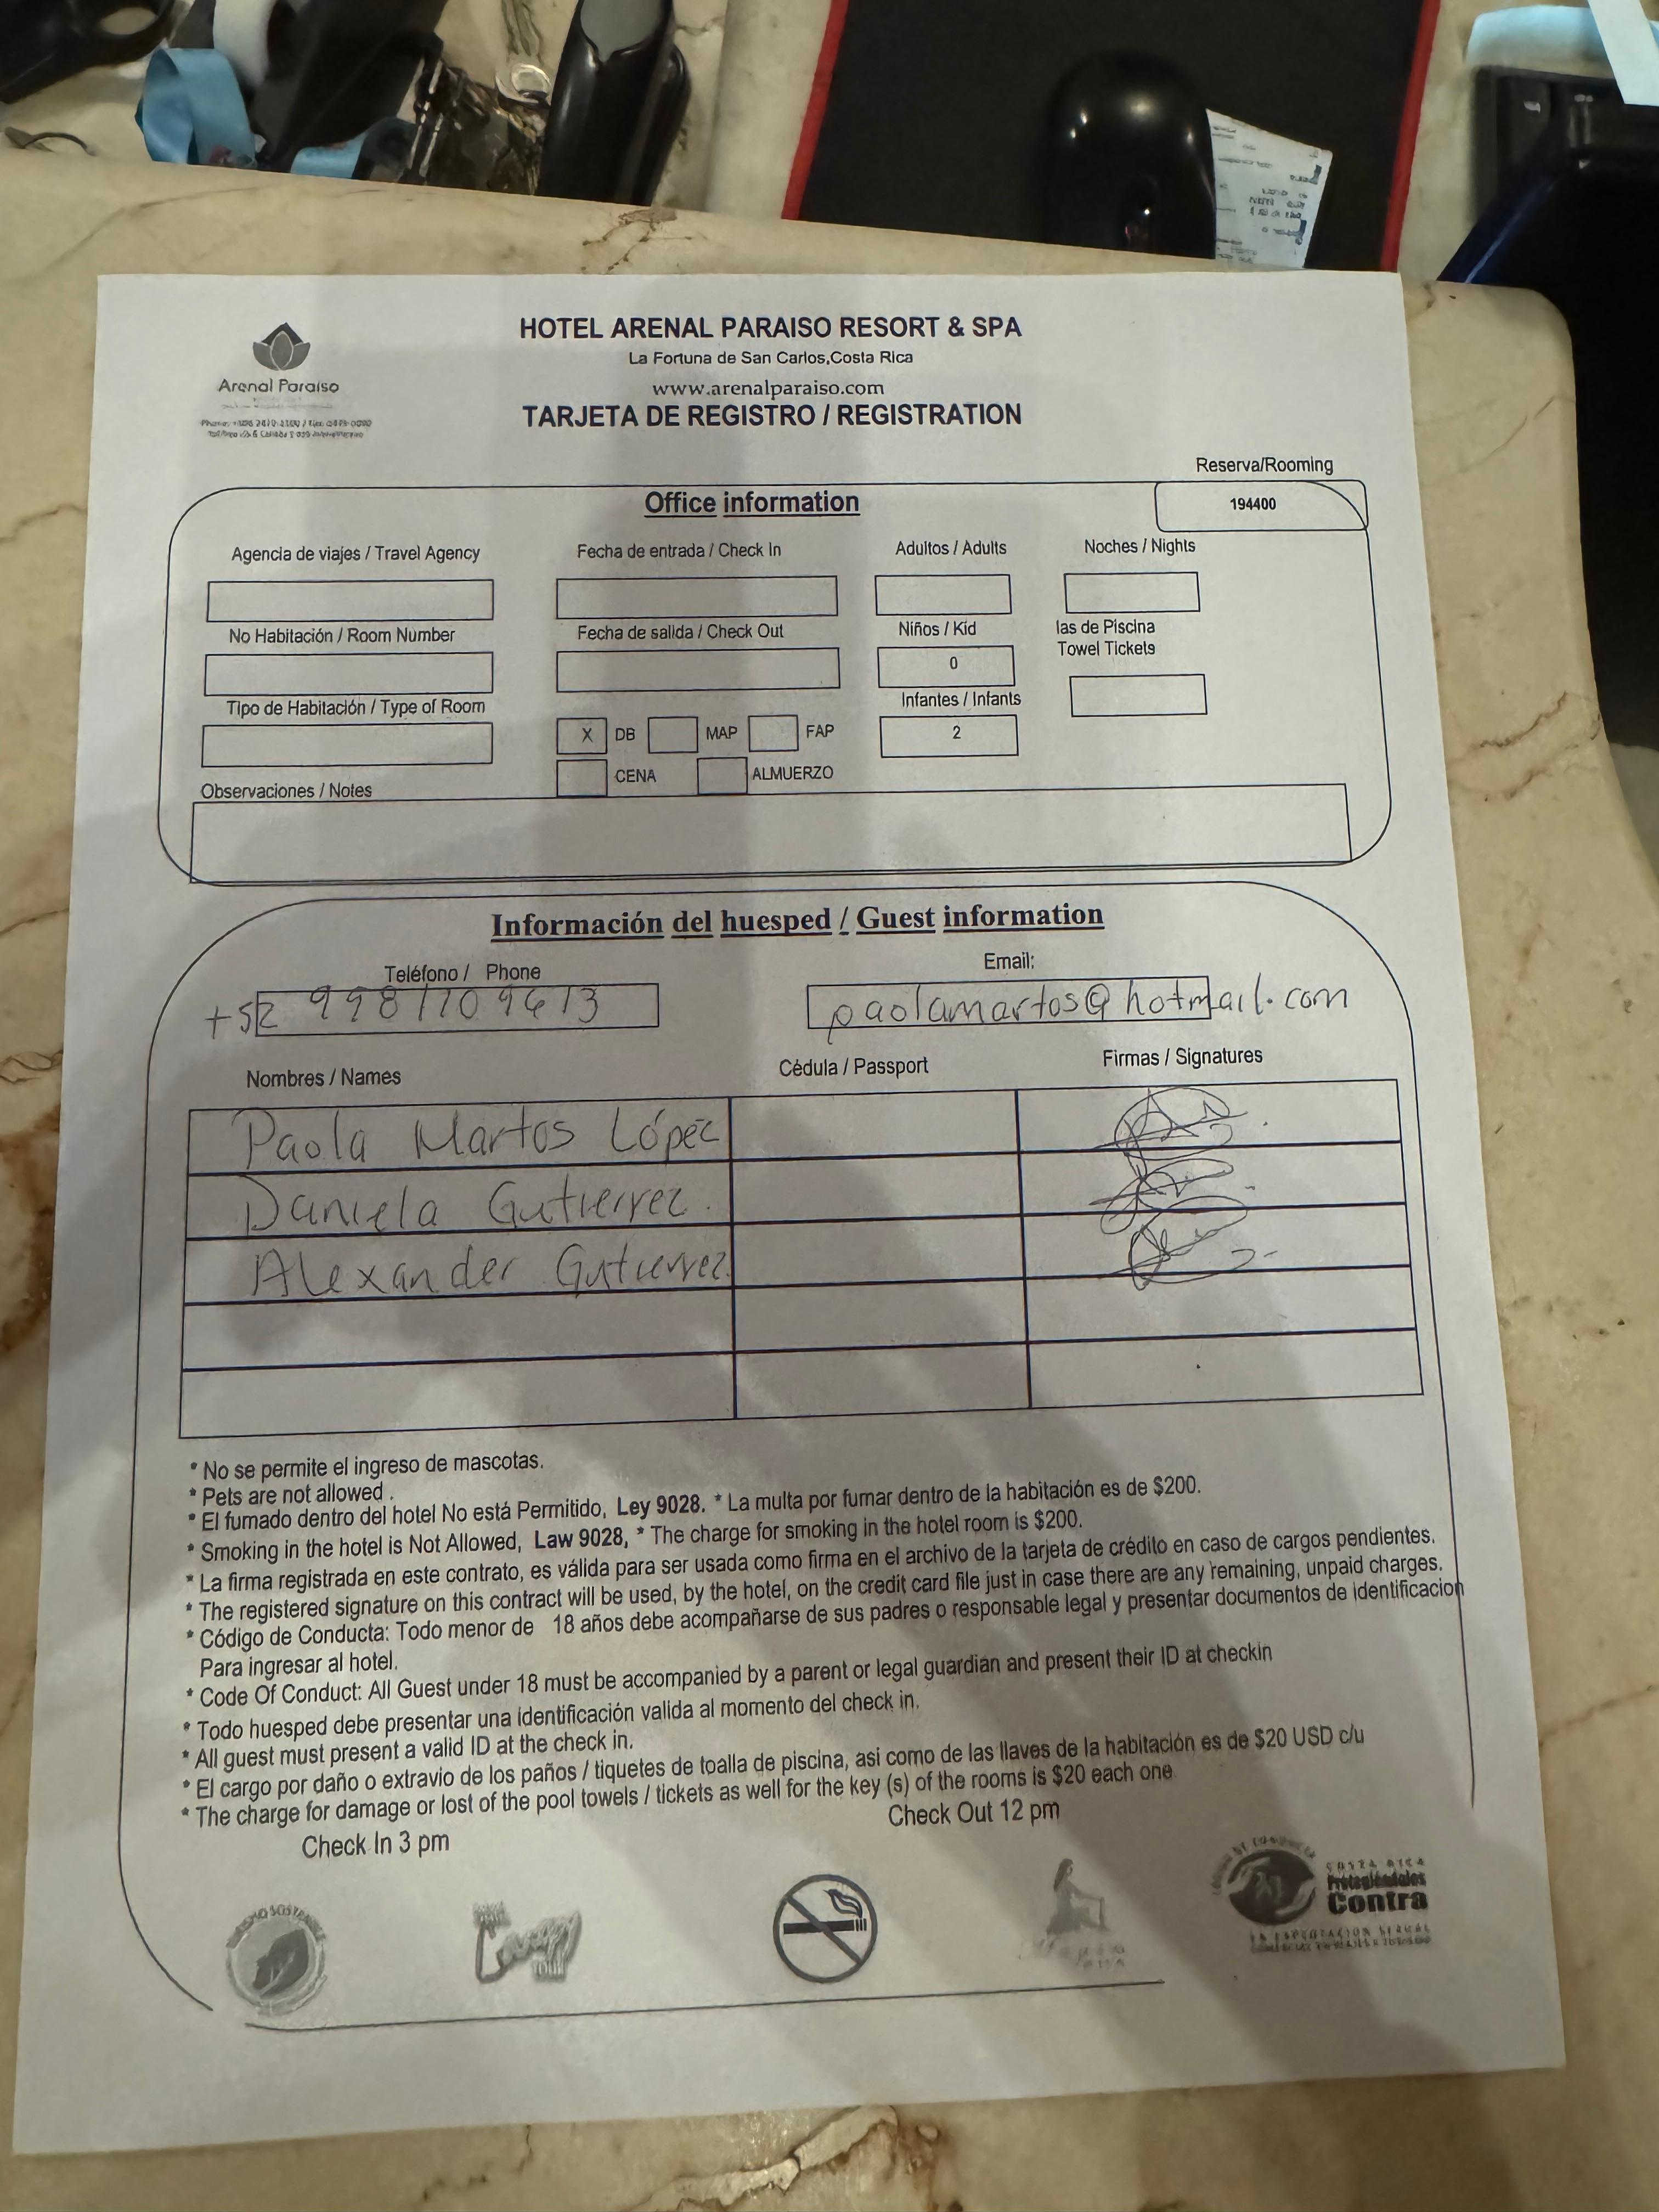 HOTEL ARENAL PARAISO RESORT & SPA
La Fortuna de San Carlos,Costa Rica
www.arenalparaiso.com
TARJETA DE REGISTRO / REGISTRATION
Arenal Paraíso
Reserva/Rooming
194400
Office information
Agencia de viajes / Travel Agency
Fecha de entrada / Check In
Adultos / Adults
Noches / Nights
No Habitación / Room Number
Fecha de salida / Check Out
Niños / Kid
0
las de Piscina
Towel Tickets
Tipo de Habitación / Type of Room
Infantes / Infants
2
X DB MAP FAP
CENA ALMUERZO
Observaciones / Notes
Información del huesped / Guest information
Teléfono / Phone
Email:
+52 9981709613
paolamartos@hotmail.com
Nombres / Names
Cédula / Passport
Firmas / Signatures
Paola Martos López
Daniela Gutierrez.
Alexander Gutierrez.
* No se permite el ingreso de mascotas.
* Pets are not allowed .
* El fumado dentro del hotel No está Permitido, Ley 9028. * La multa por fumar dentro de la habitación es de $200.
* Smoking in the hotel is Not Allowed, Law 9028, * The charge for smoking in the hotel room is $200.
* La firma registrada en este contrato, es válida para ser usada como firma en el archivo de la tarjeta de crédito en caso de cargos pendientes.
* The registered signature on this contract will be used, by the hotel, on the credit card file just in case there are any remaining, unpaid charges.
* Código de Conducta: Todo menor de 18 años debe acompañarse de sus padres o responsable legal y presentar documentos de identificacion
Para ingresar al hotel.
* Code Of Conduct: All Guest under 18 must be accompanied by a parent or legal guardian and present their ID at checkin
* Todo huesped debe presentar una identificación valida al momento del check in.
* All guest must present a valid ID at the check in.
* El cargo por daño o extravio de los paños / tiquetes de toalla de piscina, asi como de las llaves de la habitación es de $20 USD c/u
* The charge for damage or lost of the pool towels / tickets as well for the key (s) of the rooms is $20 each one
Check In 3 pm
Check Out 12 pm
COSTA RICA
Contra